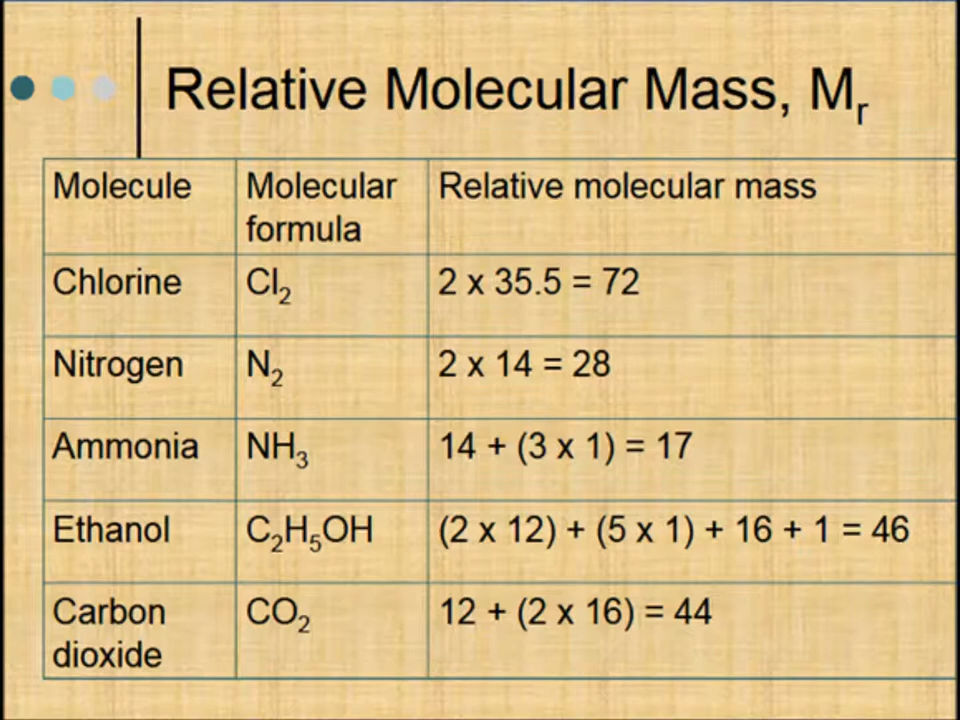 Relative Molecular Mass, Mᵣ
Molecule Molecular formula Relative molecular mass
Chlorine Cl₂ 2 x 35.5 = 72
Nitrogen N₂ 2 x 14 = 28
Ammonia NH₃ 14 + (3 x 1) = 17
Ethanol C₂H₅OH (2 x 12) + (5 x 1) + 16 + 1 = 46
Carbon dioxide CO₂ 12 + (2 x 16) = 44